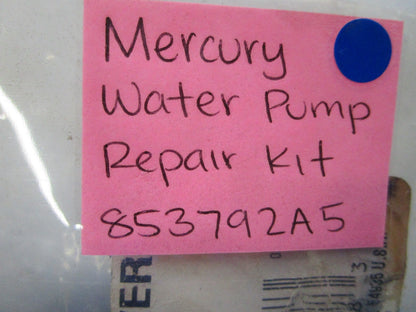 Mercury
Water Pump
Repair Kit
853792A5